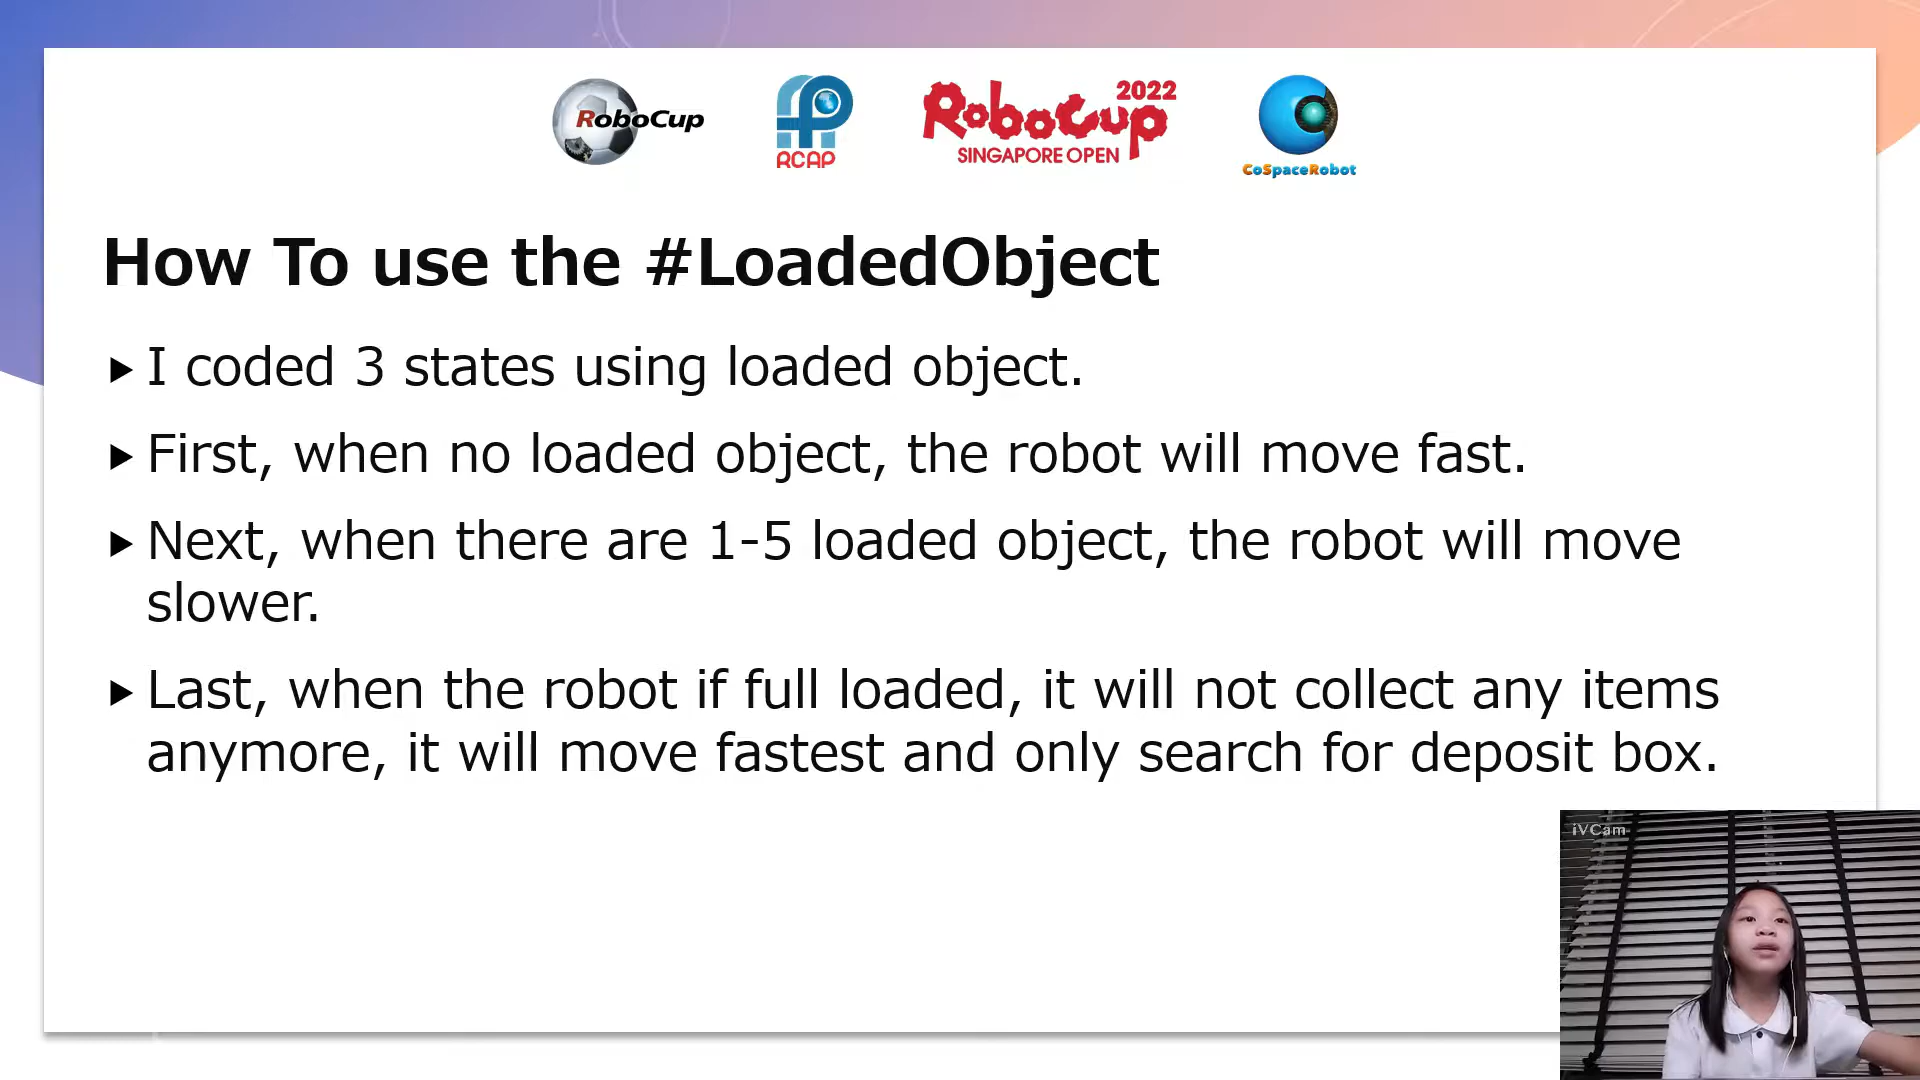 RoboCup
RCAP
RoboCup 2022
SINGAPORE OPEN
CoSpaceRobot
How To use the #LoadedObject
I coded 3 states using loaded object.
First, when no loaded object, the robot will move fast.
Next, when there are 1-5 loaded object, the robot will move
slower.
Last, when the robot if full loaded, it will not collect any items
anymore, it will move fastest and only search for deposit box.
iVCam